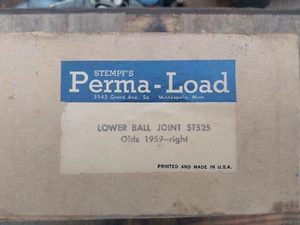 STEMPF'S
Perma-Load
3543 Grand Ave. So. Minneapolis, Minn.
LOWER BALL JOINT ST525
Olds 1959--right
PRINTED AND MADE IN U.S.A.